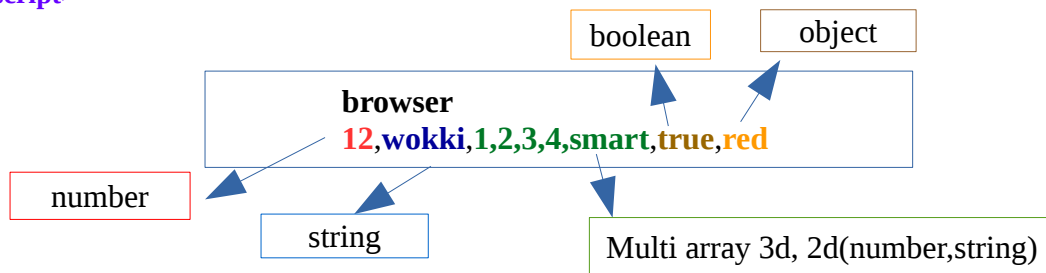 script
boolean
object
browser
12,wokki,1,2,3,4,smart,true,red
number
string
Multi array 3d, 2d(number,string)